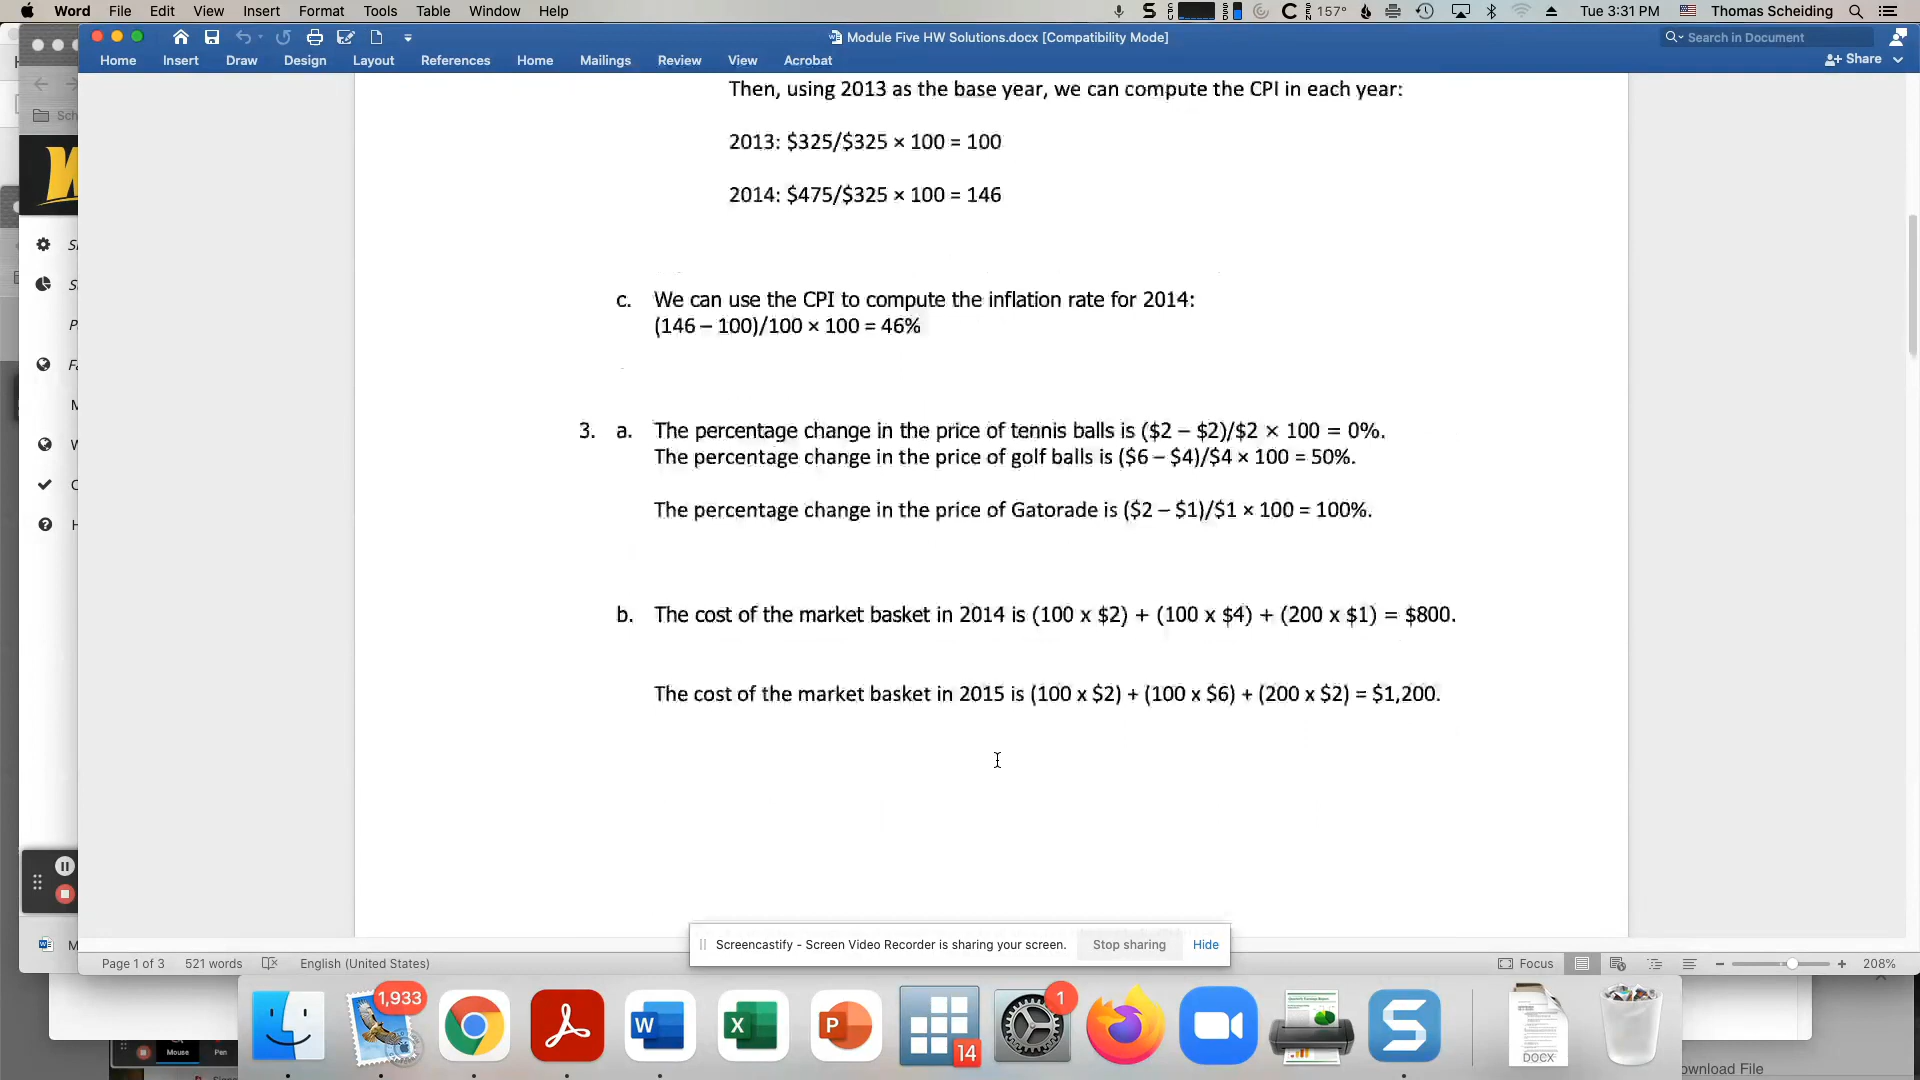 Word File Edit View Insert Format Tools Table Window Help
157° Tue 3:31 PM Thomas Scheiding
Module Five HW Solutions.docx [Compatibility Mode]
Search in Document
Home Insert Draw Design Layout References Home Mailings Review View Acrobat
Share
Then, using 2013 as the base year, we can compute the CPI in each year:
2013: $325/$325 × 100 = 100
2014: $475/$325 × 100 = 146
c. We can use the CPI to compute the inflation rate for 2014:
(146 – 100)/100 × 100 = 46%
3. a. The percentage change in the price of tennis balls is ($2 – $2)/$2 × 100 = 0%.
The percentage change in the price of golf balls is ($6 – $4)/$4 × 100 = 50%.
The percentage change in the price of Gatorade is ($2 – $1)/$1 × 100 = 100%.
b. The cost of the market basket in 2014 is (100 x $2) + (100 x $4) + (200 x $1) = $800.
The cost of the market basket in 2015 is (100 x $2) + (100 x $6) + (200 x $2) = $1,200.
Screencastify - Screen Video Recorder is sharing your screen. Stop sharing Hide
Page 1 of 3 521 words English (United States) Focus 208%
1,933
1
14
DOCX
Mouse Pen
ownload File